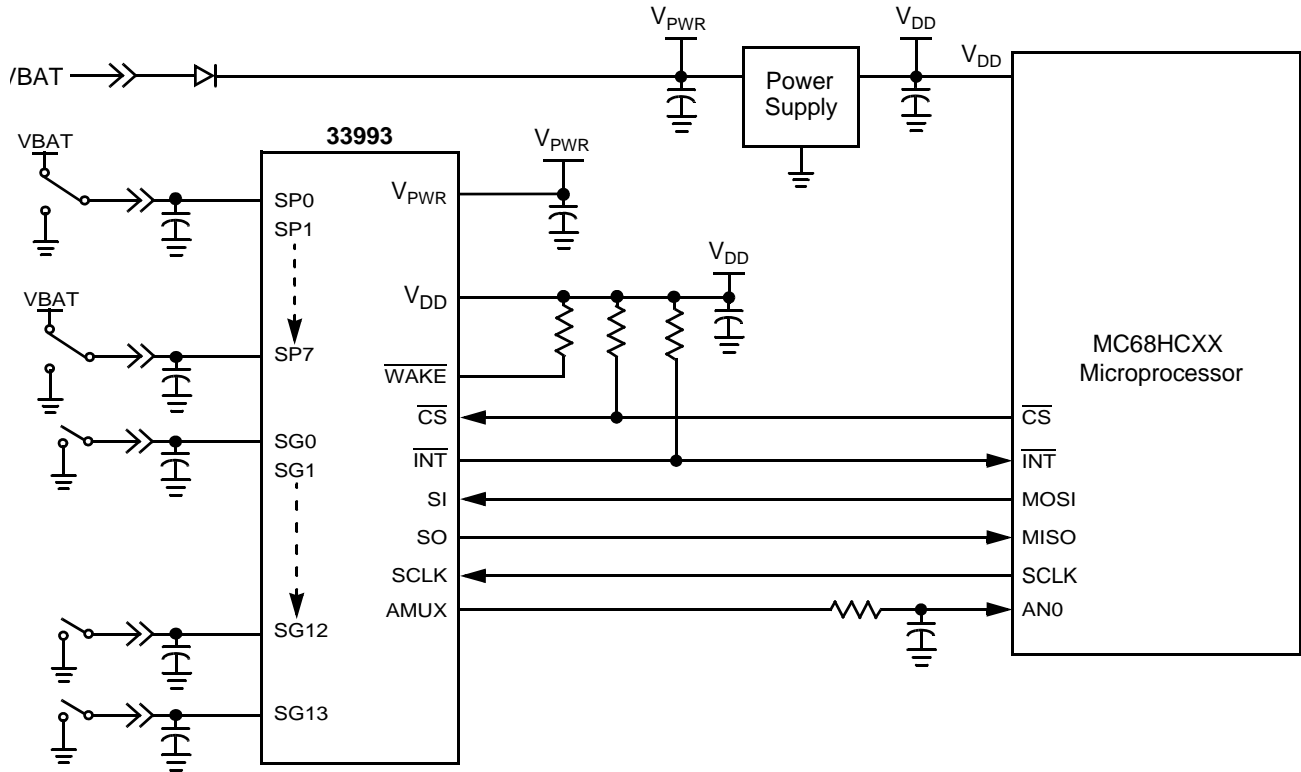 VPWR
VDD
VDD
/BAT
Power
Supply
33993
VBAT
VPWR
SP0
VPWR
SP1
VDD
VBAT
VDD
SP7
WAKE
MC68HCXX
Microprocessor
CS
CS
SG0
INT
INT
SG1
SI
MOSI
SO
MISO
SCLK
SCLK
AMUX
AN0
SG12
SG13